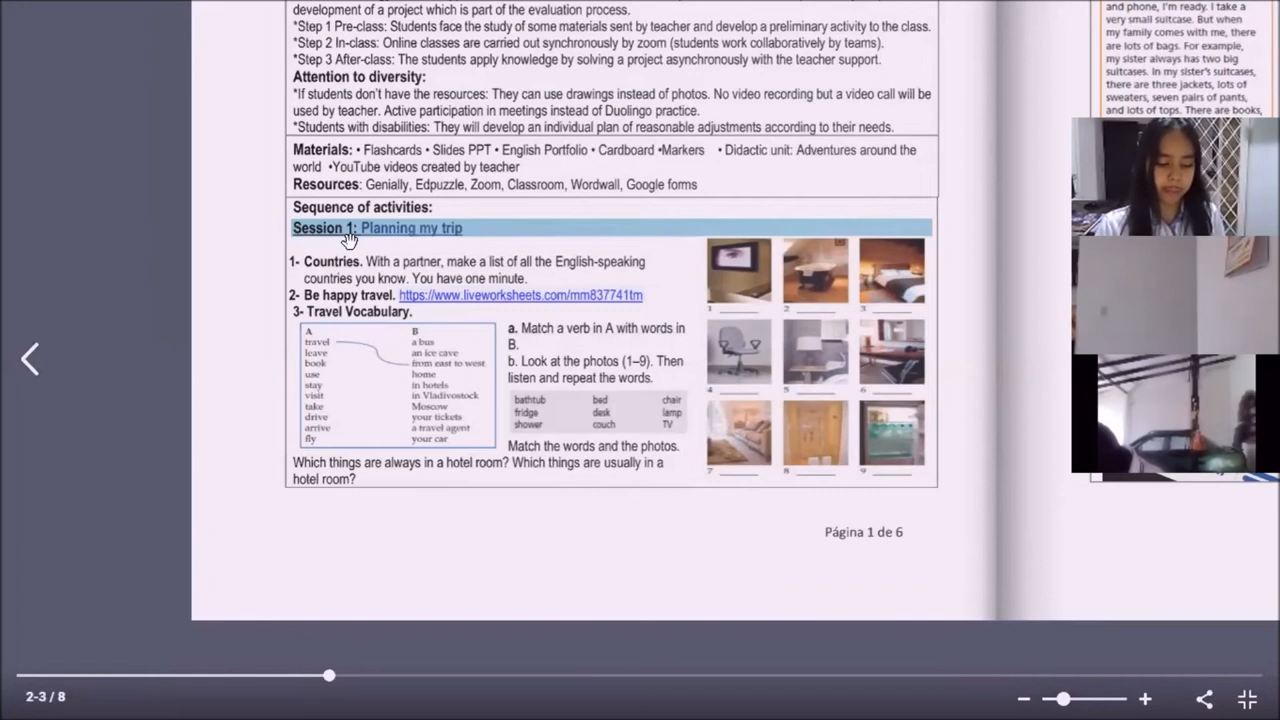 development of a project which is part of the evaluation process.
*Step 1 Pre-class: Students face the study of some materials sent by teacher and develop a preliminary activity to the class.
*Step 2 In-class: Online classes are carried out synchronously by zoom (students work collaboratively by teams).
*Step 3 After-class: The students apply knowledge by solving a project asynchronously with the teacher support.
Attention to diversity:
*If students don't have the resources: They can use drawings instead of photos. No video recording but a video call will be
used by teacher. Active participation in meetings instead of Duolingo practice.
*Students with disabilities: They will develop an individual plan of reasonable adjustments according to their needs.
Materials: • Flashcards • Slides PPT • English Portfolio • Cardboard •Markers • Didactic unit: Adventures around the
world •YouTube videos created by teacher
Resources: Genially, Edpuzzle, Zoom, Classroom, Wordwall, Google forms
Sequence of activities:
Session 1: Planning my trip
1- Countries. With a partner, make a list of all the English-speaking
countries you know. You have one minute.
2- Be happy travel. https://www.liveworksheets.com/mm837741tm
3- Travel Vocabulary.
A B
travel a bus
leave an ice cave
book from east to west
use home
stay in hotels
visit in Vladivostock
take Moscow
drive your tickets
arrive a travel agent
fly your car
a. Match a verb in A with words in
B.
b. Look at the photos (1–9). Then
listen and repeat the words.
bathtub bed chair
fridge desk lamp
shower couch TV
Match the words and the photos.
1 2 3
4 5 6
7 8 9
Which things are always in a hotel room? Which things are usually in a
hotel room?
Página 1 de 6
and phone, I'm ready. I take a
very small suitcase. But when
my family comes with me, there
are lots of bags. For example,
my sister always has two big
suitcases. In my sister's suitcases,
there are three jackets, lots of
sweaters, seven pairs of pants,
and lots of tops. There are books,
2-3 / 8